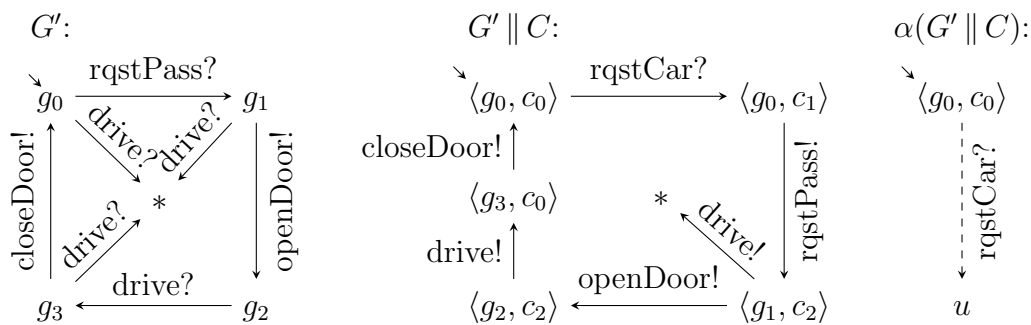 G′: G′ ∥ C: α(G′ ∥ C):
rqstPass? rqstCar?
g₀ g₁ ⟨g₀, c₀⟩ ⟨g₀, c₁⟩ ⟨g₀, c₀⟩
drive? drive?
closeDoor!
closeDoor! openDoor! rqstPass! rqstCar?
* ⟨g₃, c₀⟩ *
drive? drive! drive!
drive? openDoor!
g₃ g₂ ⟨g₂, c₂⟩ ⟨g₁, c₂⟩ u